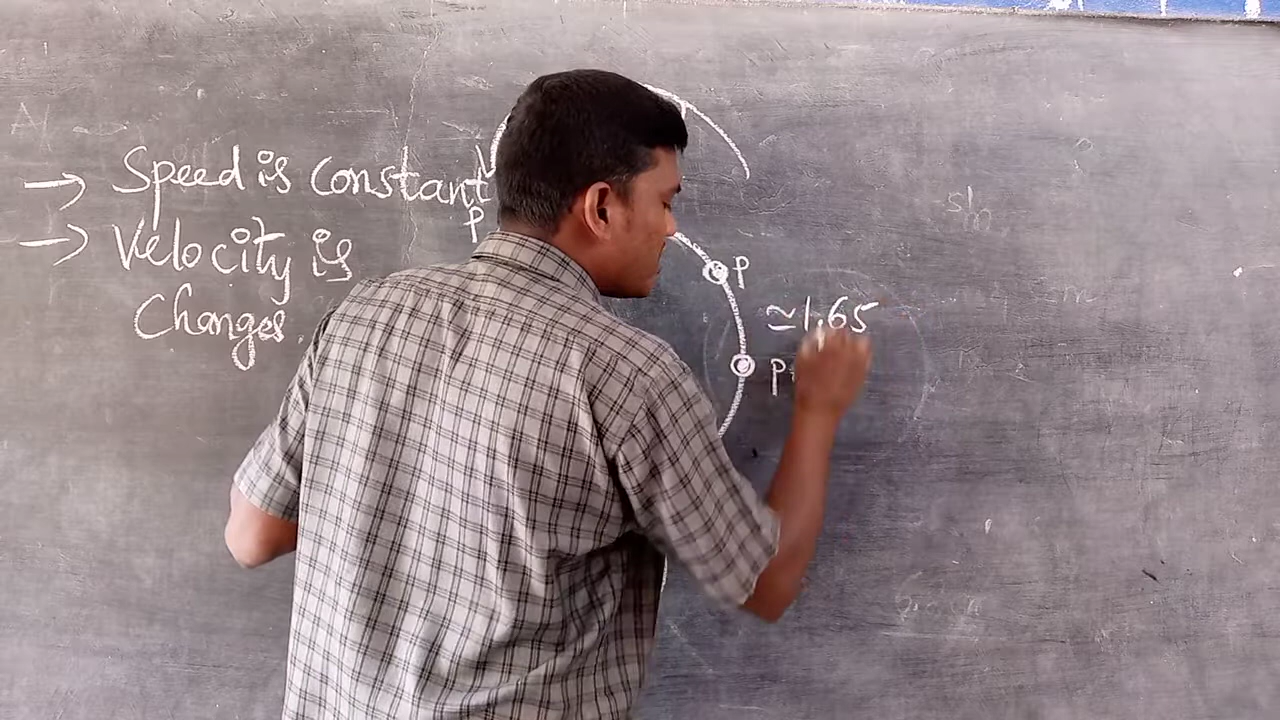 → Speed is constant
P
→ Velocity is
Changes.
P
≃1.65
P